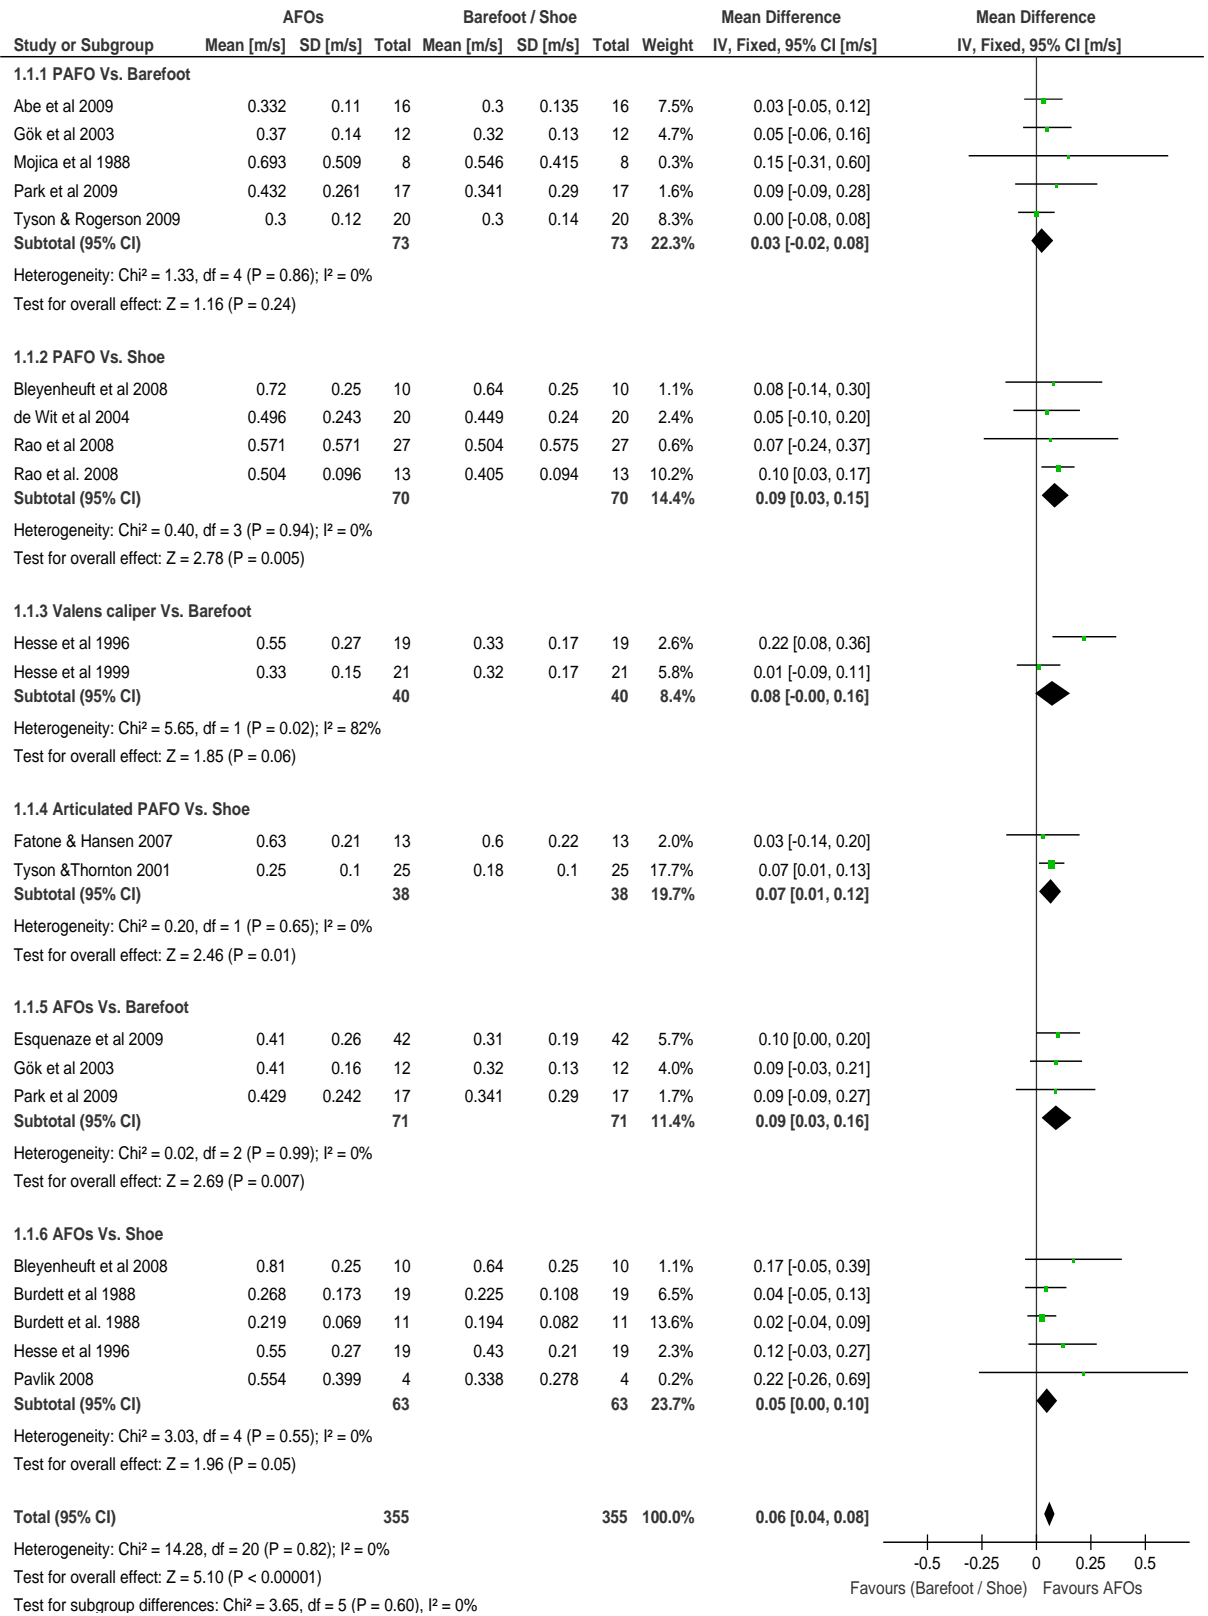 AFOs Barefoot / Shoe Mean Difference Mean Difference
Study or Subgroup Mean [m/s] SD [m/s] Total Mean [m/s] SD [m/s] Total Weight IV, Fixed, 95% CI [m/s] IV, Fixed, 95% CI [m/s]
1.1.1 PAFO Vs. Barefoot
Abe et al 2009 0.332 0.11 16 0.3 0.135 16 7.5% 0.03 [-0.05, 0.12]
Gök et al 2003 0.37 0.14 12 0.32 0.13 12 4.7% 0.05 [-0.06, 0.16]
Mojica et al 1988 0.693 0.509 8 0.546 0.415 8 0.3% 0.15 [-0.31, 0.60]
Park et al 2009 0.432 0.261 17 0.341 0.29 17 1.6% 0.09 [-0.09, 0.28]
Tyson & Rogerson 2009 0.3 0.12 20 0.3 0.14 20 8.3% 0.00 [-0.08, 0.08]
Subtotal (95% CI) 73 73 22.3% 0.03 [-0.02, 0.08]
Heterogeneity: Chi² = 1.33, df = 4 (P = 0.86); I² = 0%
Test for overall effect: Z = 1.16 (P = 0.24)
1.1.2 PAFO Vs. Shoe
Bleyenheuft et al 2008 0.72 0.25 10 0.64 0.25 10 1.1% 0.08 [-0.14, 0.30]
de Wit et al 2004 0.496 0.243 20 0.449 0.24 20 2.4% 0.05 [-0.10, 0.20]
Rao et al 2008 0.571 0.571 27 0.504 0.575 27 0.6% 0.07 [-0.24, 0.37]
Rao et al. 2008 0.504 0.096 13 0.405 0.094 13 10.2% 0.10 [0.03, 0.17]
Subtotal (95% CI) 70 70 14.4% 0.09 [0.03, 0.15]
Heterogeneity: Chi² = 0.40, df = 3 (P = 0.94); I² = 0%
Test for overall effect: Z = 2.78 (P = 0.005)
1.1.3 Valens caliper Vs. Barefoot
Hesse et al 1996 0.55 0.27 19 0.33 0.17 19 2.6% 0.22 [0.08, 0.36]
Hesse et al 1999 0.33 0.15 21 0.32 0.17 21 5.8% 0.01 [-0.09, 0.11]
Subtotal (95% CI) 40 40 8.4% 0.08 [-0.00, 0.16]
Heterogeneity: Chi² = 5.65, df = 1 (P = 0.02); I² = 82%
Test for overall effect: Z = 1.85 (P = 0.06)
1.1.4 Articulated PAFO Vs. Shoe
Fatone & Hansen 2007 0.63 0.21 13 0.6 0.22 13 2.0% 0.03 [-0.14, 0.20]
Tyson &Thornton 2001 0.25 0.1 25 0.18 0.1 25 17.7% 0.07 [0.01, 0.13]
Subtotal (95% CI) 38 38 19.7% 0.07 [0.01, 0.12]
Heterogeneity: Chi² = 0.20, df = 1 (P = 0.65); I² = 0%
Test for overall effect: Z = 2.46 (P = 0.01)
1.1.5 AFOs Vs. Barefoot
Esquenaze et al 2009 0.41 0.26 42 0.31 0.19 42 5.7% 0.10 [0.00, 0.20]
Gök et al 2003 0.41 0.16 12 0.32 0.13 12 4.0% 0.09 [-0.03, 0.21]
Park et al 2009 0.429 0.242 17 0.341 0.29 17 1.7% 0.09 [-0.09, 0.27]
Subtotal (95% CI) 71 71 11.4% 0.09 [0.03, 0.16]
Heterogeneity: Chi² = 0.02, df = 2 (P = 0.99); I² = 0%
Test for overall effect: Z = 2.69 (P = 0.007)
1.1.6 AFOs Vs. Shoe
Bleyenheuft et al 2008 0.81 0.25 10 0.64 0.25 10 1.1% 0.17 [-0.05, 0.39]
Burdett et al 1988 0.268 0.173 19 0.225 0.108 19 6.5% 0.04 [-0.05, 0.13]
Burdett et al. 1988 0.219 0.069 11 0.194 0.082 11 13.6% 0.02 [-0.04, 0.09]
Hesse et al 1996 0.55 0.27 19 0.43 0.21 19 2.3% 0.12 [-0.03, 0.27]
Pavlik 2008 0.554 0.399 4 0.338 0.278 4 0.2% 0.22 [-0.26, 0.69]
Subtotal (95% CI) 63 63 23.7% 0.05 [0.00, 0.10]
Heterogeneity: Chi² = 3.03, df = 4 (P = 0.55); I² = 0%
Test for overall effect: Z = 1.96 (P = 0.05)
Total (95% CI) 355 355 100.0% 0.06 [0.04, 0.08]
Heterogeneity: Chi² = 14.28, df = 20 (P = 0.82); I² = 0%
Test for overall effect: Z = 5.10 (P < 0.00001)
Test for subgroup differences: Chi² = 3.65, df = 5 (P = 0.60), I² = 0%
-0.5 -0.25 0 0.25 0.5
Favours (Barefoot / Shoe) Favours AFOs